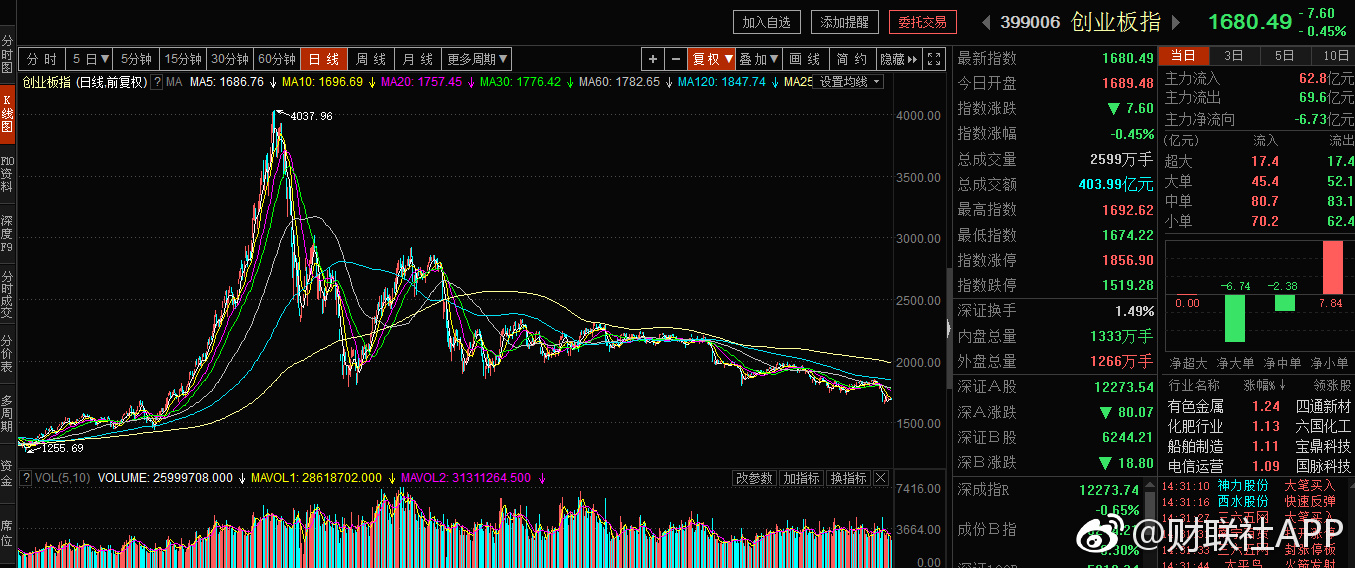 加入自选 添加提醒 委托交易 399006 创业板指 1680.49 -7.60 -0.45%
分时 5日▼ 5分钟 15分钟 30分钟 60分钟 日线 周线 月线 更多周期▼ + − 复权▼ 叠加▼ 画线 简约 隐藏
创业板指 (日线,前复权) ? MA MA5: 1686.76 ↓ MA10: 1696.69 ↓ MA20: 1757.45 ↓ MA30: 1776.42 ↓ MA60: 1782.65 ↓ MA120: 1847.74 ↓ MA25 设置均线
分时图
K线图
F10资料
深度F9
分时成交
分价表
多周期
资金
席位
4037.96
1255.69
4000.00
3500.00
3000.00
2500.00
2000.00
1500.00
? VOL(5,10) VOLUME: 25999708.000 ↓ MAVOL1: 28618702.000 ↓ MAVOL2: 31311264.500 ↓ 改参数 加指标 换指标
7416.00
3664.00
0.00
最新指数 1680.49
今日开盘 1689.48
指数涨跌 ▼ 7.60
指数涨幅 -0.45%
总成交量 2599万手
总成交额 403.99亿元
最高指数 1692.62
最低指数 1674.22
指数涨停 1856.90
指数跌停 1519.28
深证换手 1.49%
内盘总量 1333万手
外盘总量 1266万手
深证A股 12273.54
深A涨跌 ▼ 80.07
深证B股 6244.21
深B涨跌 ▼ 18.80
深成指R 12273.74
-0.65%
成份B指
0.30%
当日 3日 5日 10日
主力流入 62.8亿元
主力流出 69.6亿元
主力净流向 -6.73亿元
(亿元) 流入 流出
超大 17.4 17.4
大单 45.4 52.1
中单 80.7 83.1
小单 70.2 62.4
0.00 -6.74 -2.38 7.84
净超大 净大单 净中单 净小单
行业名称 涨幅%↓ 领涨股
有色金属 1.24 四通新材
化肥行业 1.13 六国化工
船舶制造 1.11 宝鼎科技
电信运营 1.09 国脉科技
14:31:10 神力股份 大笔买入
14:31:16 西水股份 快速反弹
14:31:44 太平鸟 火箭发射
@财联社APP